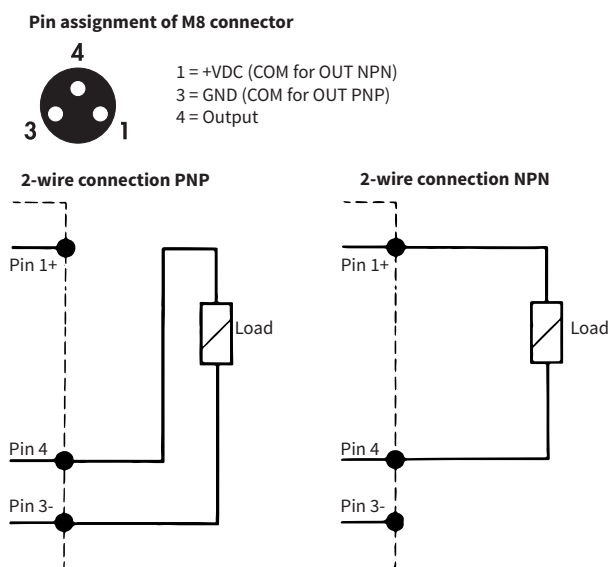 Pin assignment of M8 connector
4
3
1
1 = +VDC (COM for OUT NPN)
3 = GND (COM for OUT PNP)
4 = Output
2-wire connection PNP
Pin 1+
Load
Pin 4
Pin 3-
2-wire connection NPN
Pin 1+
Load
Pin 4
Pin 3-